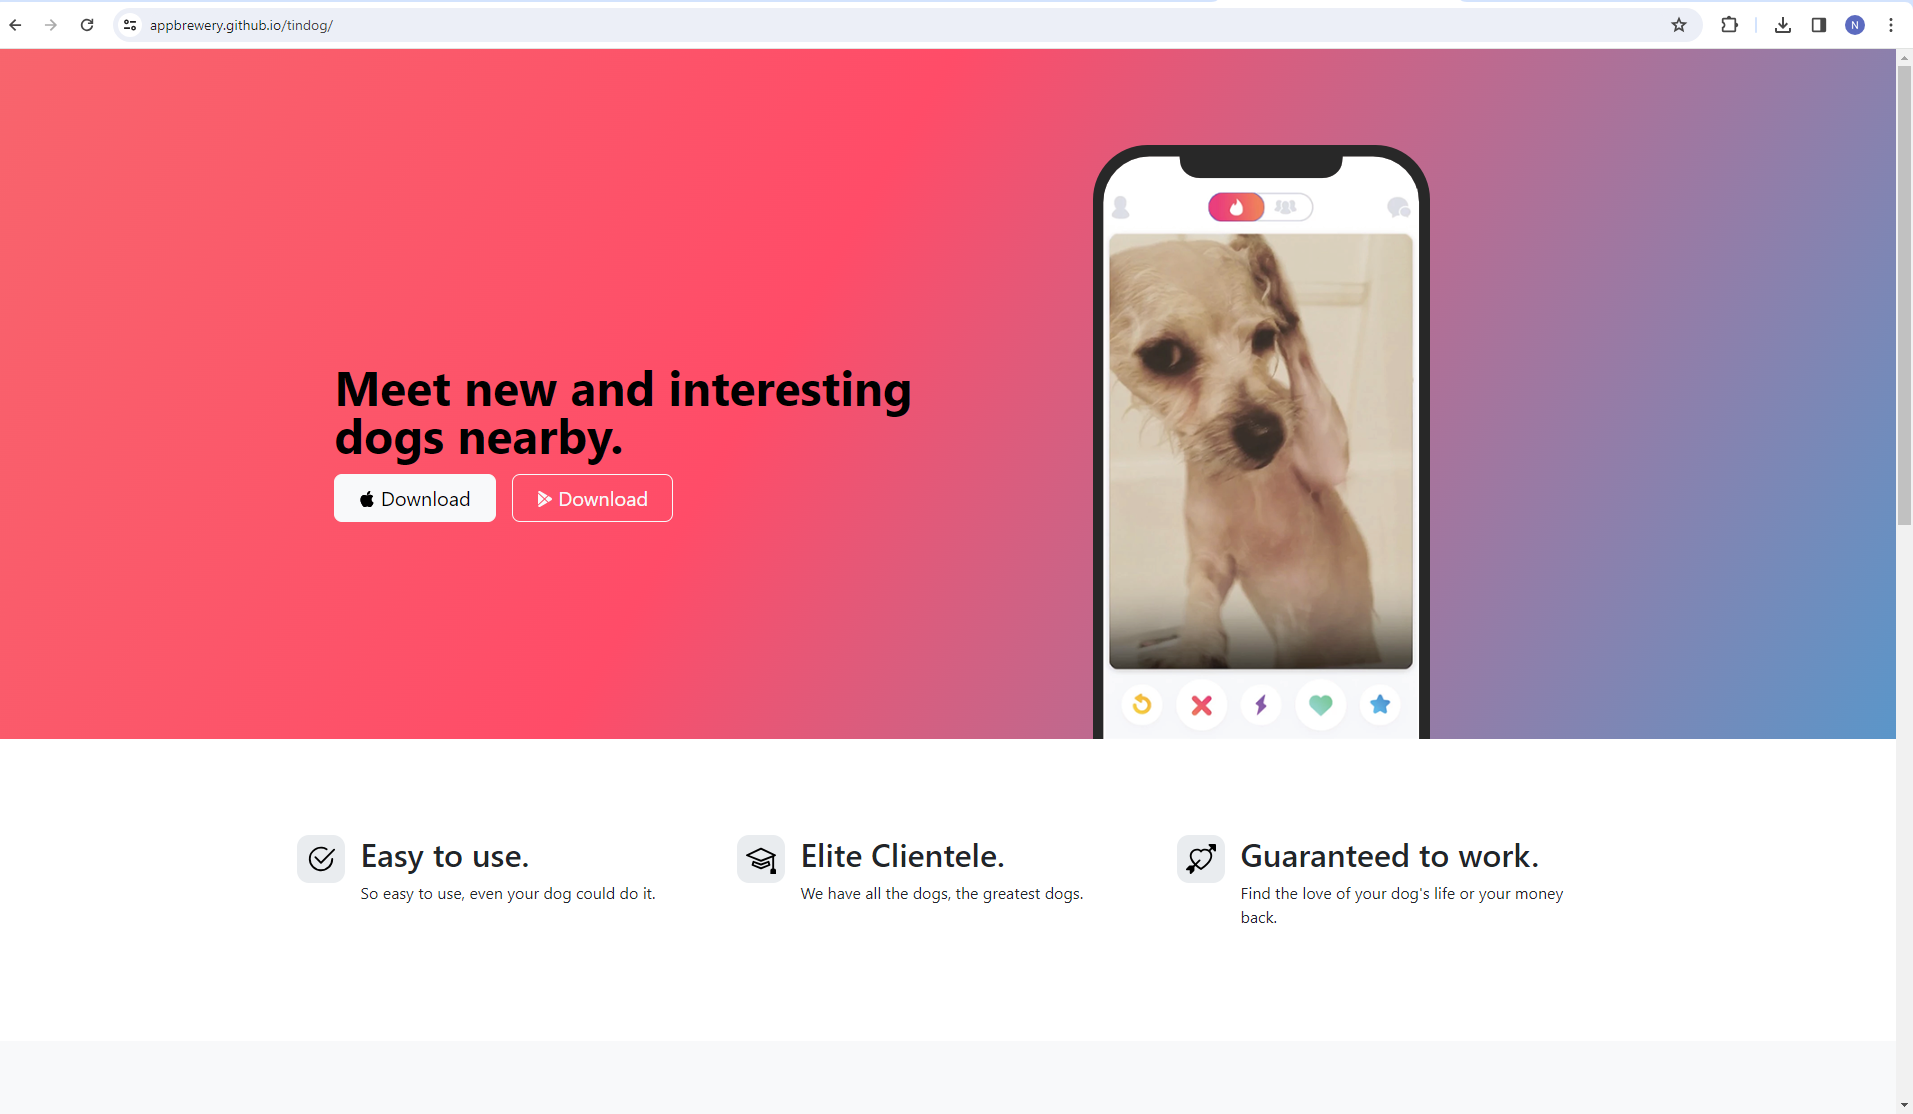 appbrewery.github.io/tindog/
N
Meet new and interesting
dogs nearby.
Download
Download
Easy to use.
So easy to use, even your dog could do it.
Elite Clientele.
We have all the dogs, the greatest dogs.
Guaranteed to work.
Find the love of your dog's life or your money
back.